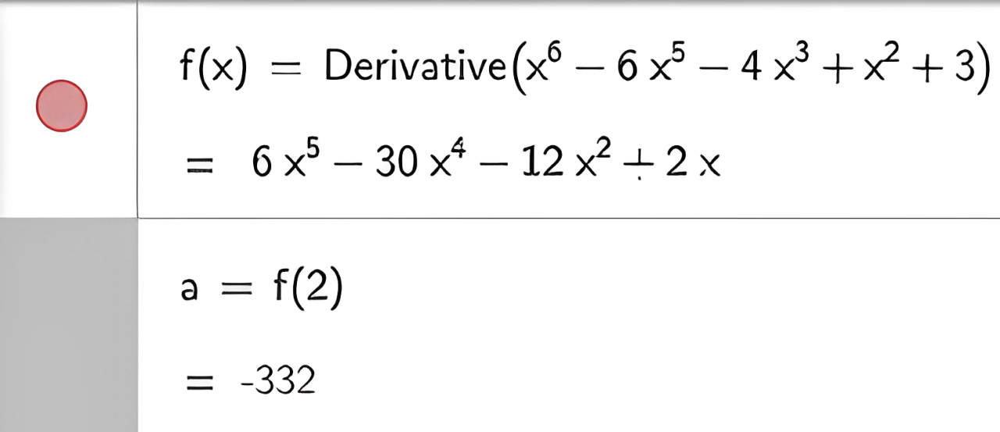 f(x) = Derivative(x⁶ − 6 x⁵ − 4 x³ + x² + 3)
= 6 x⁵ − 30 x⁴ − 12 x² + 2 x
a = f(2)
= -332